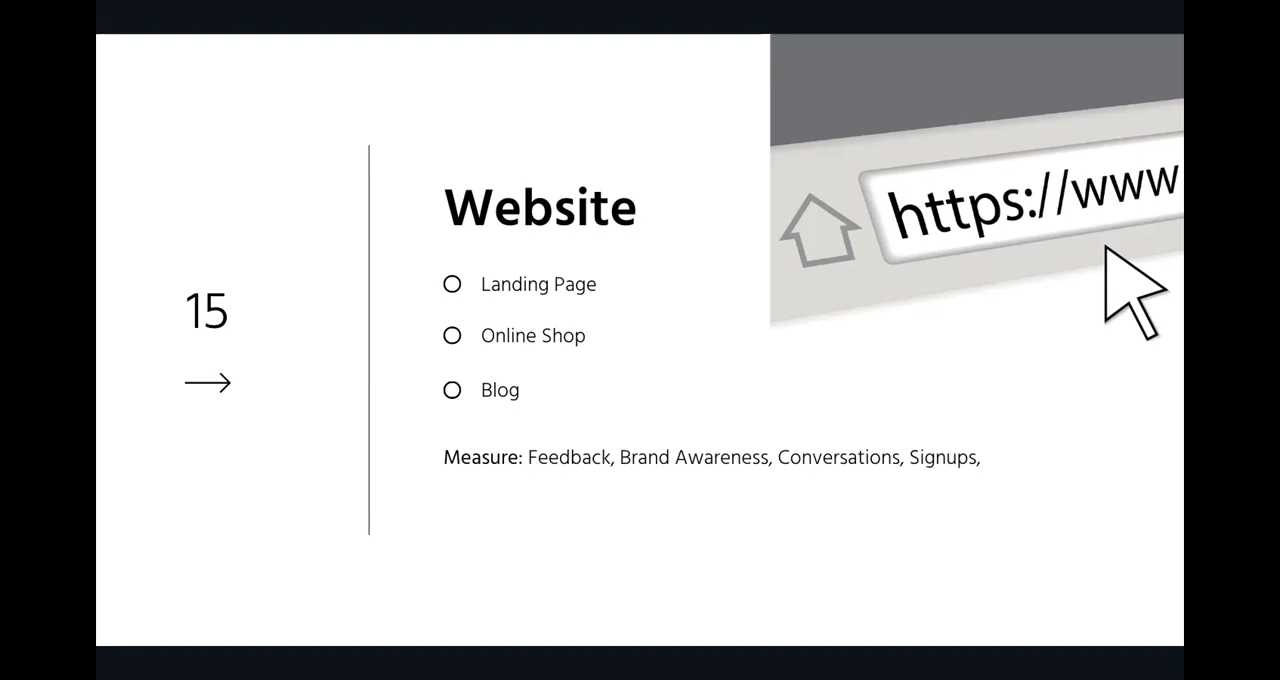 https://www
Website
Landing Page
15
Online Shop
Blog
Measure: Feedback, Brand Awareness, Conversations, Signups,